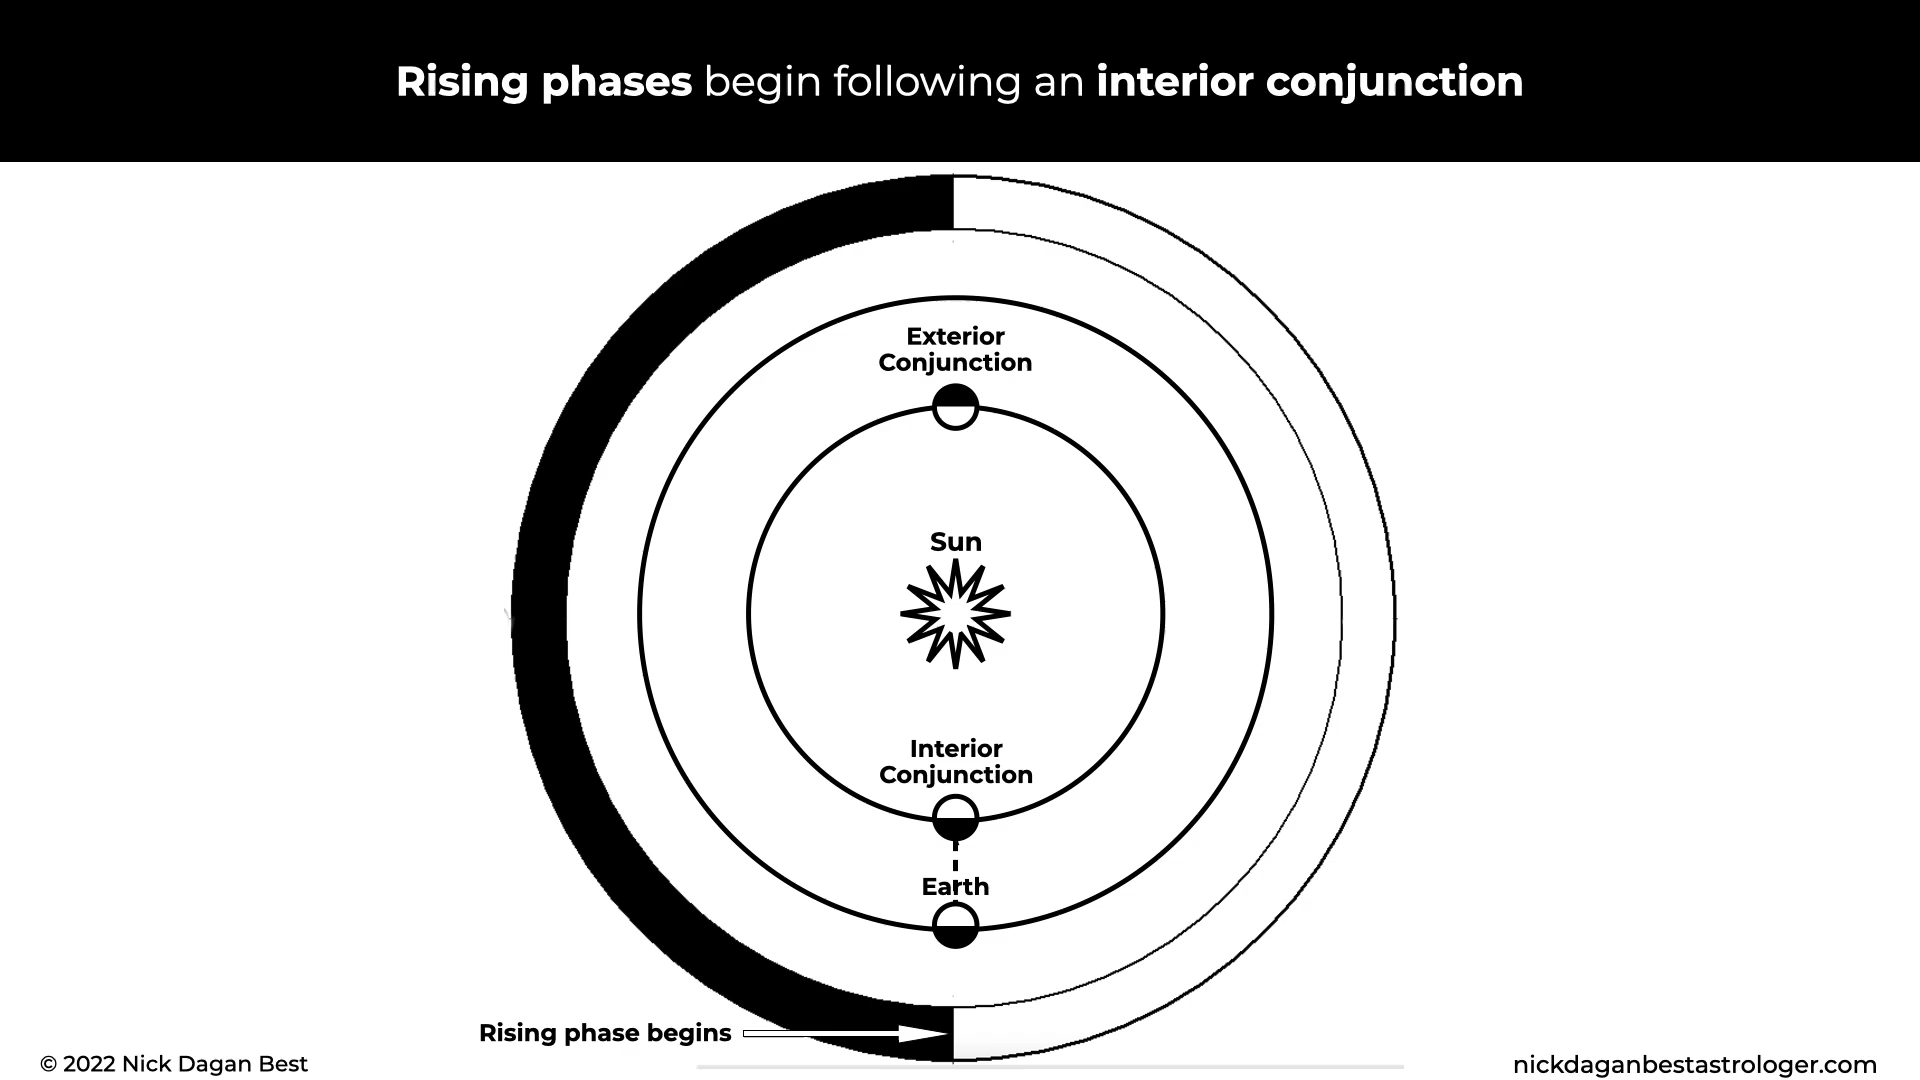 Rising phases begin following an interior conjunction
Exterior
Conjunction
Sun
Interior
Conjunction
Earth
Rising phase begins
© 2022 Nick Dagan Best
nickdaganbestastrologer.com